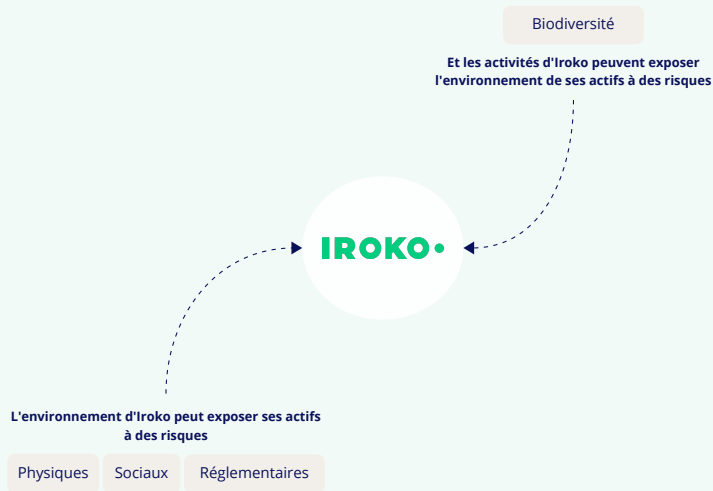 Biodiversité
Et les activités d'Iroko peuvent exposer
l'environnement de ses actifs à des risques
IROKO•
L'environnement d'Iroko peut exposer ses actifs
à des risques
Physiques
Sociaux
Réglementaires